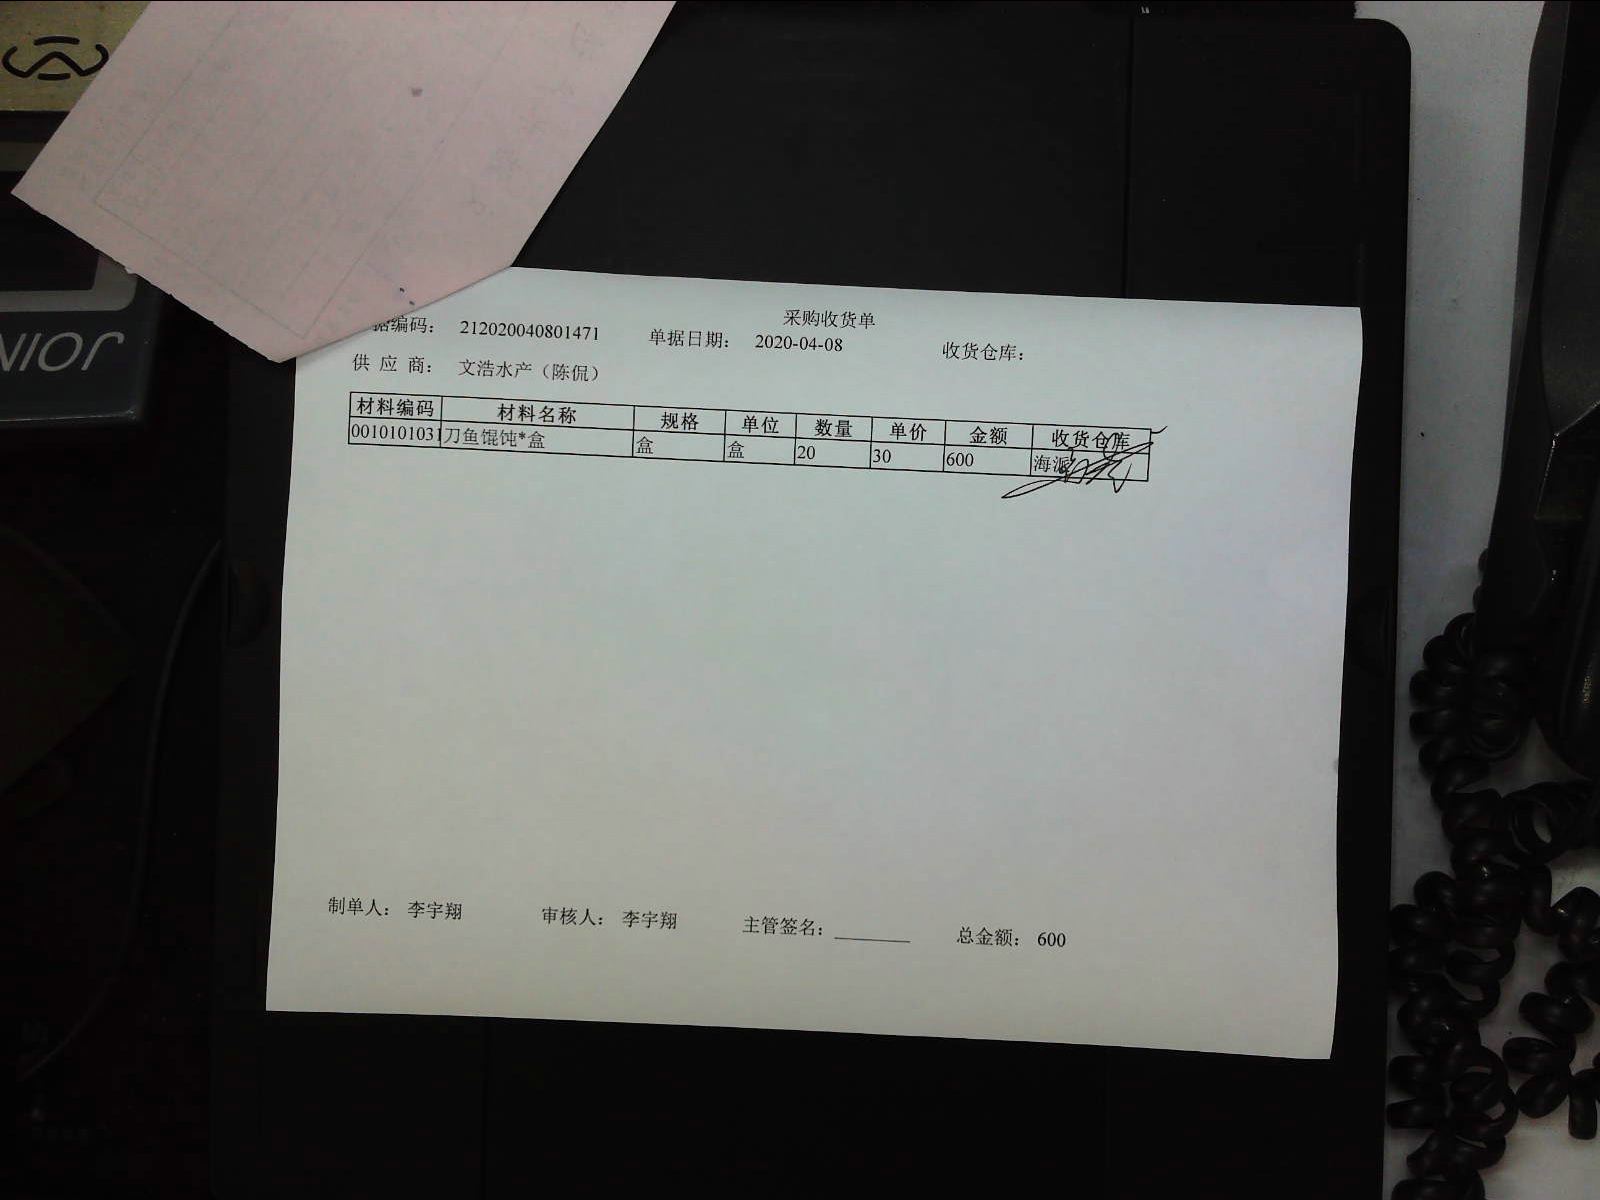 采购收货单
据编码： 212020040801471 单据日期： 2020-04-08 收货仓库：
供 应 商： 文浩水产（陈侃）
材料编码 材料名称 规格 单位 数量 单价 金额 收货仓库
0010101031 刀鱼馄饨*盒 盒 盒 20 30 600 海派
制单人： 李宇翔 审核人： 李宇翔 主管签名： 总金额： 600